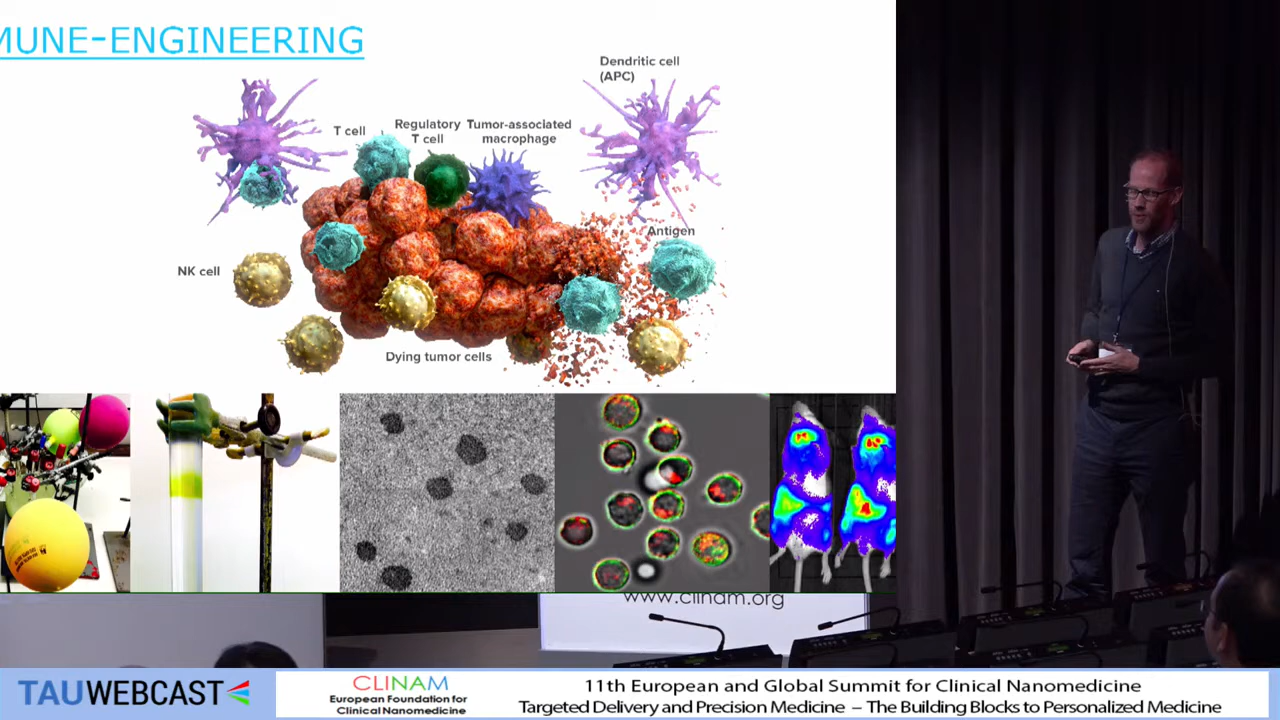 MUNE-ENGINEERING
Dendritic cell
(APC)
T cell
Regulatory
T cell
Tumor-associated
macrophage
Antigen
NK cell
Dying tumor cells
www.clinam.org
TAUWEBCAST
CLINAM
European Foundation for
Clinical Nanomedicine
11th European and Global Summit for Clinical Nanomedicine
Targeted Delivery and Precision Medicine – The Building Blocks to Personalized Medicine